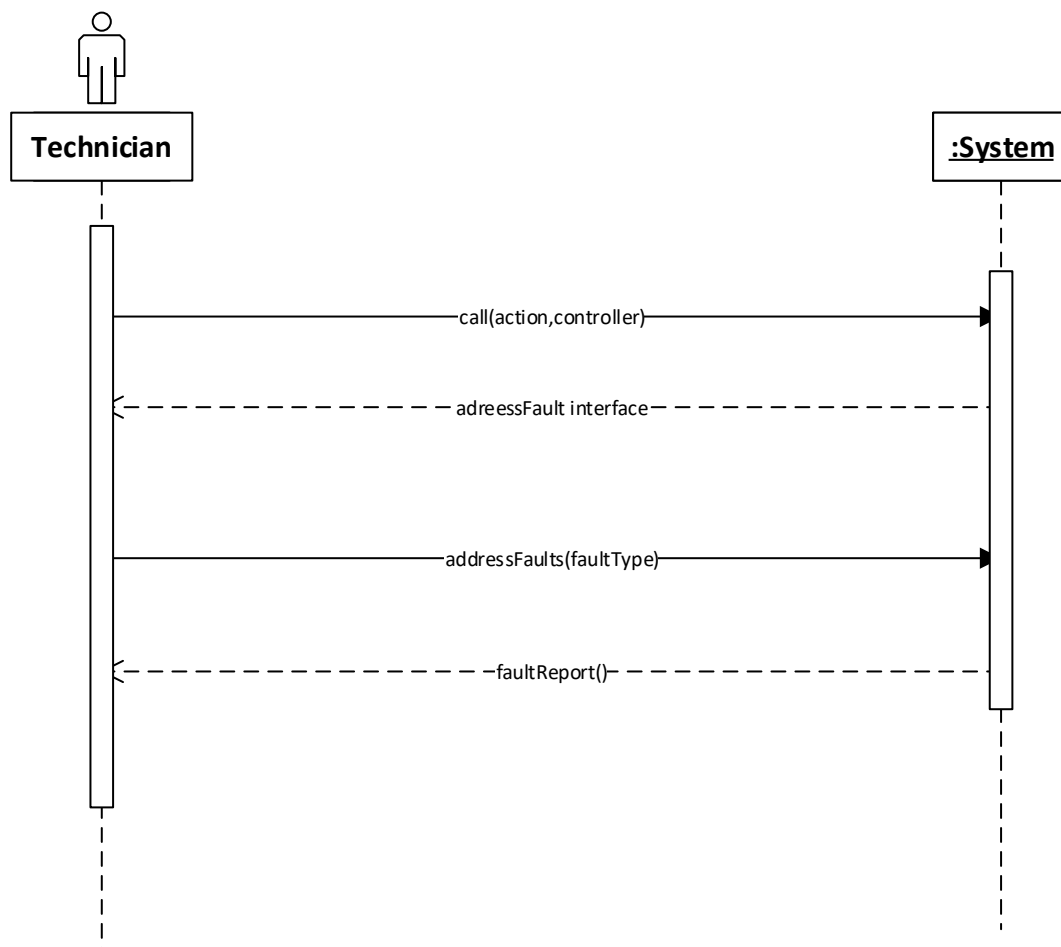 Technician
:System
call(action,controller)
adreessFault interface
addressFaults(faultType)
faultReport()